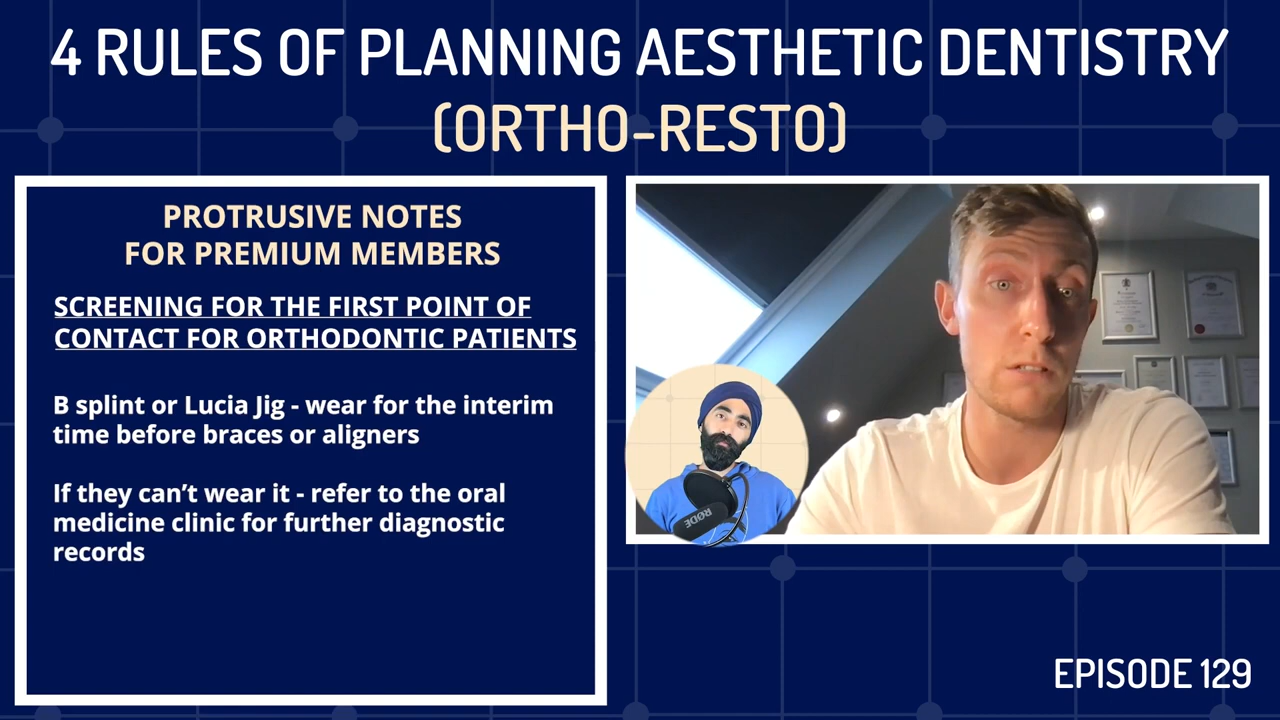 4 RULES OF PLANNING AESTHETIC DENTISTRY
(ORTHO-RESTO)
PROTRUSIVE NOTES
FOR PREMIUM MEMBERS
SCREENING FOR THE FIRST POINT OF
CONTACT FOR ORTHODONTIC PATIENTS
B splint or Lucia Jig - wear for the interim
time before braces or aligners
If they can’t wear it - refer to the oral
medicine clinic for further diagnostic
records
RØDE
EPISODE 129